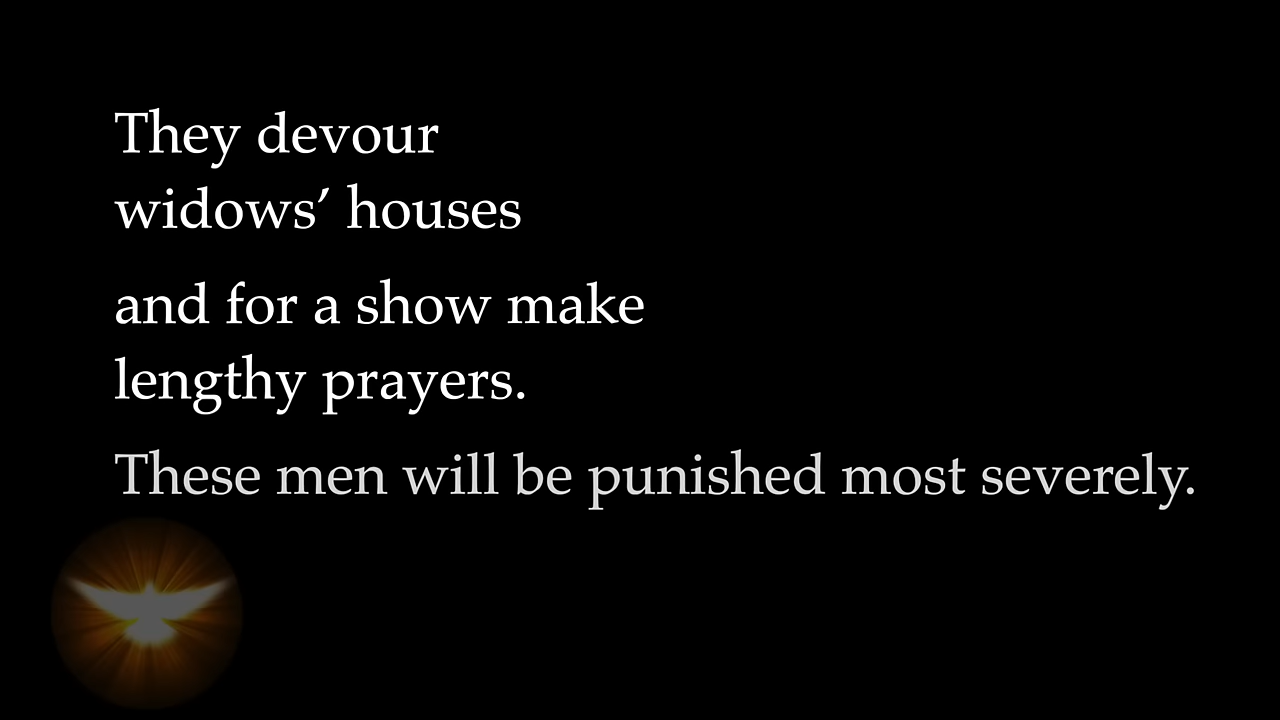 They devour
widows’ houses
and for a show make
lengthy prayers.
These men will be punished most severely.